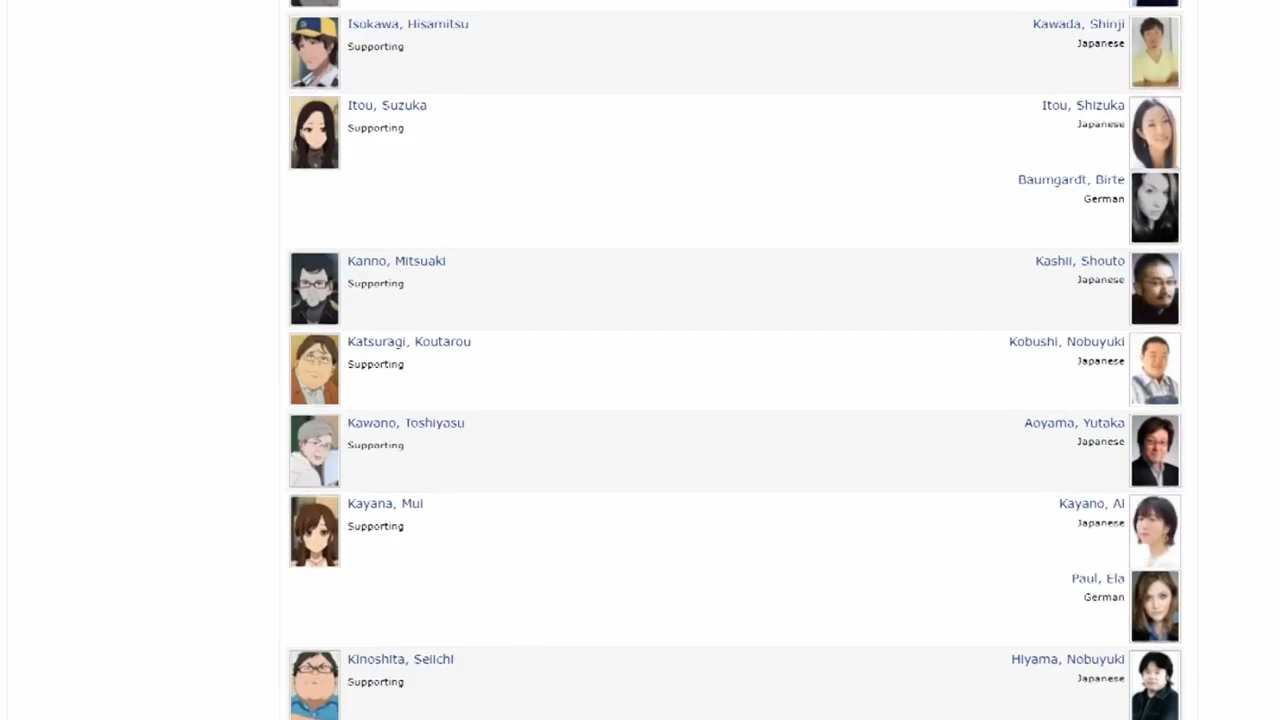 Isokawa, Hisamitsu
Kawada, Shinji
Supporting
Japanese
Itou, Suzuka
Itou, Shizuka
Supporting
Japanese
Baumgardt, Birte
German
Kanno, Mitsuaki
Kashii, Shouto
Supporting
Japanese
Katsuragi, Koutarou
Kobushi, Nobuyuki
Supporting
Japanese
Kawano, Toshiyasu
Aoyama, Yutaka
Supporting
Japanese
Kayana, Mui
Kayano, Ai
Supporting
Japanese
Paul, Ela
German
Kinoshita, Seiichi
Hiyama, Nobuyuki
Supporting
Japanese